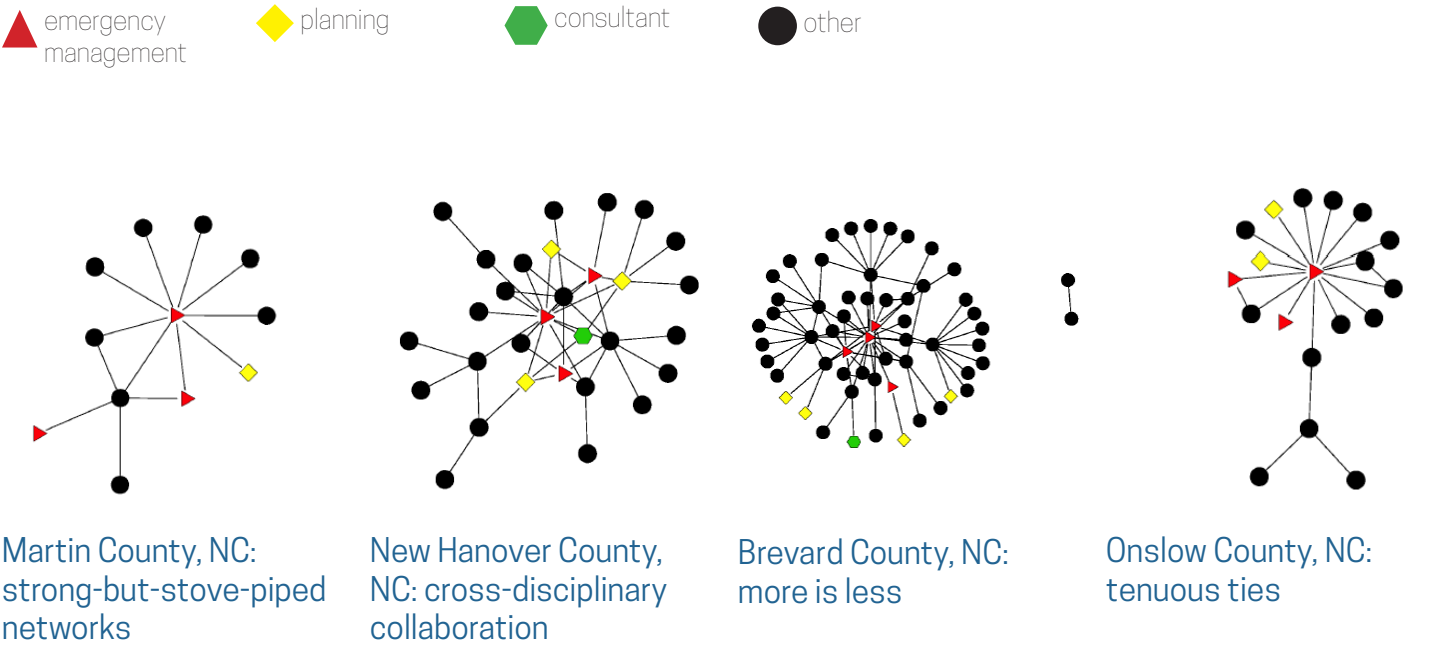 emergency
management
planning
consultant
other
Martin County, NC:
strong-but-stove-piped
networks
New Hanover County,
NC: cross-disciplinary
collaboration
Brevard County, NC:
more is less
Onslow County, NC:
tenuous ties